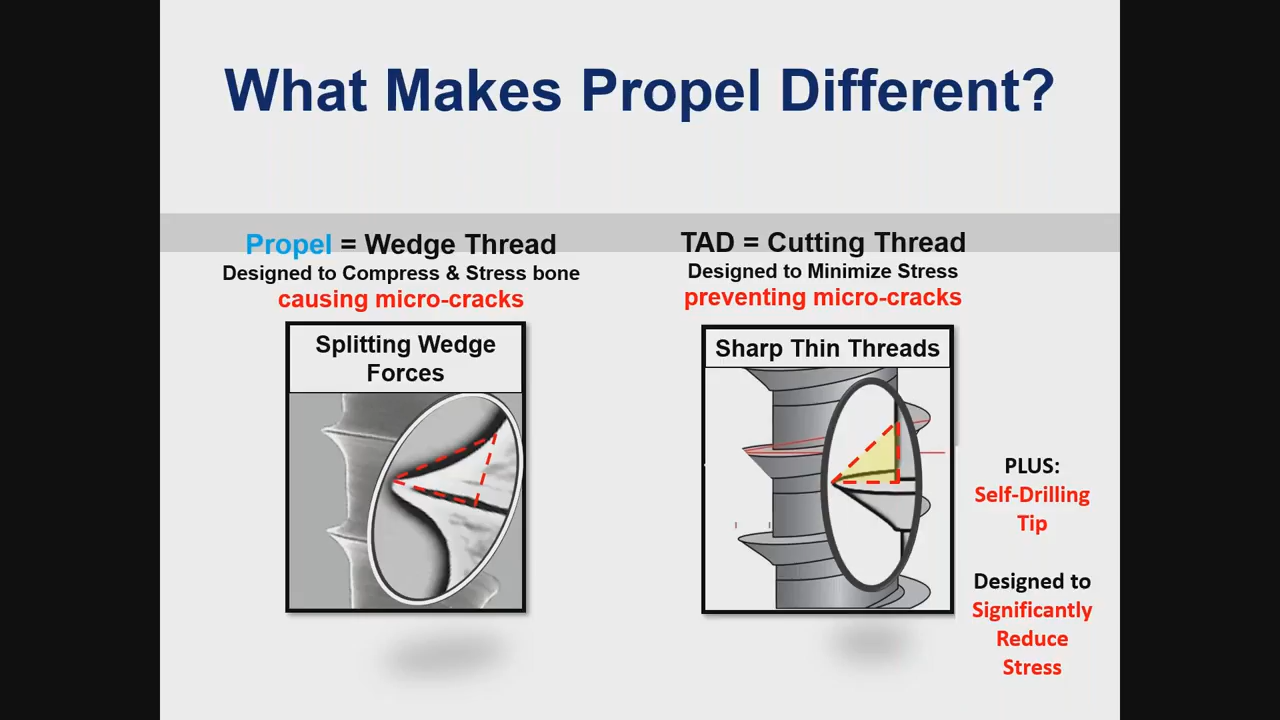 What Makes Propel Different?
Propel = Wedge Thread
Designed to Compress & Stress bone
causing micro-cracks
Splitting Wedge
Forces
TAD = Cutting Thread
Designed to Minimize Stress
preventing micro-cracks
Sharp Thin Threads
PLUS:
Self-Drilling
Tip
Designed to
Significantly
Reduce
Stress